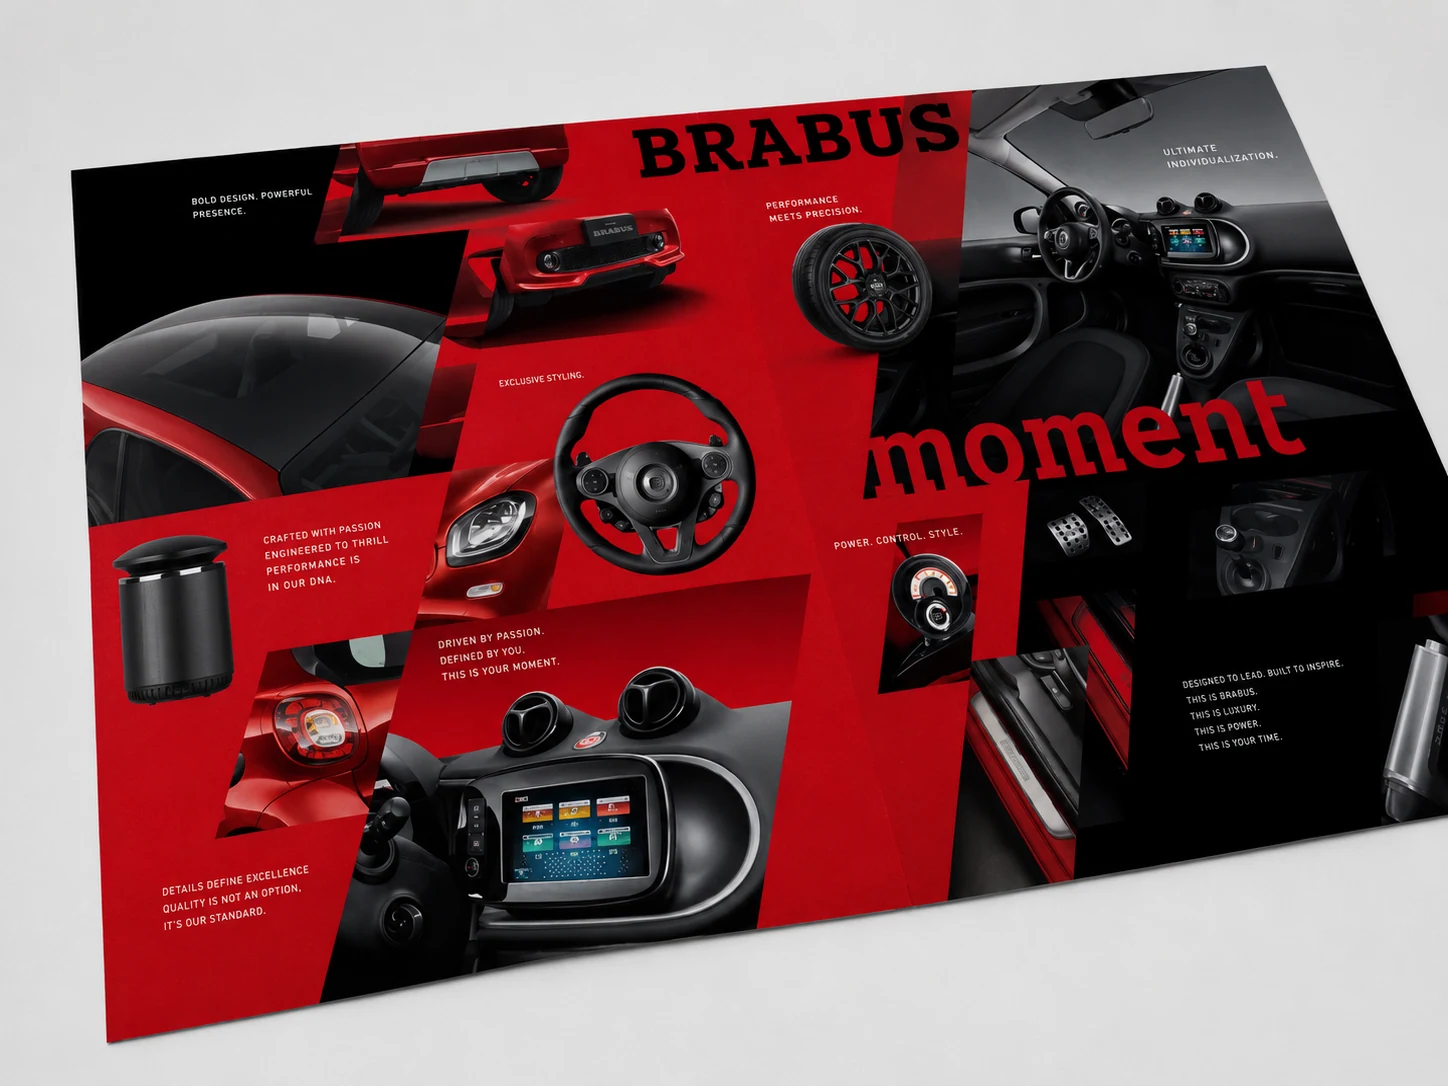 BRABUS
BOLD DESIGN. POWERFUL
PRESENCE.
BRABUS
PERFORMANCE
MEETS PRECISION.
ULTIMATE
INDIVIDUALIZATION.
EXCLUSIVE STYLING.
moment
CRAFTED WITH PASSION
ENGINEERED TO THRILL
PERFORMANCE IS
IN OUR DNA.
POWER. CONTROL. STYLE.
DRIVEN BY PASSION.
DEFINED BY YOU.
THIS IS YOUR MOMENT.
DESIGNED TO LEAD. BUILT TO INSPIRE.
THIS IS BRABUS.
THIS IS LUXURY.
THIS IS POWER.
THIS IS YOUR TIME.
DETAILS DEFINE EXCELLENCE
QUALITY IS NOT AN OPTION,
IT'S OUR STANDARD.